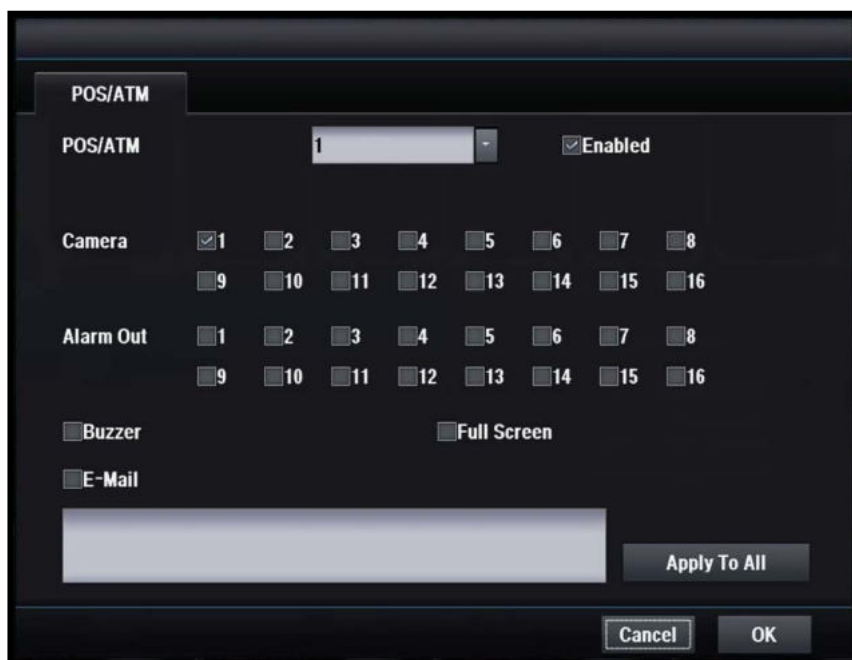 POS/ATM
POS/ATM 1 Enabled
Camera 1 2 3 4 5 6 7 8
9 10 11 12 13 14 15 16
Alarm Out 1 2 3 4 5 6 7 8
9 10 11 12 13 14 15 16
Buzzer Full Screen
E-Mail
Apply To All
Cancel OK